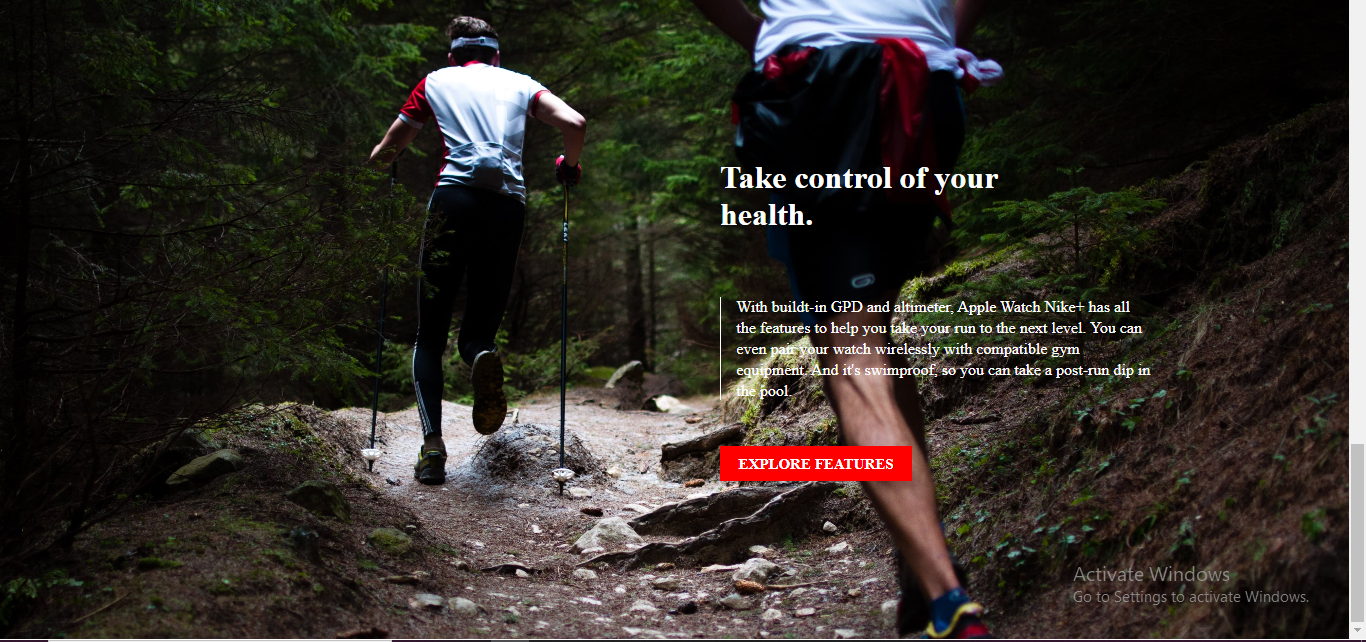 Take control of your
health.
With buildt-in GPD and altimeter, Apple Watch Nike+ has all
the features to help you take your run to the next level. You can
even pair your watch wirelessly with compatible gym
equipment. And it's swimproof, so you can take a post-run dip in
the pool.
EXPLORE FEATURES
Activate Windows
Go to Settings to activate Windows.